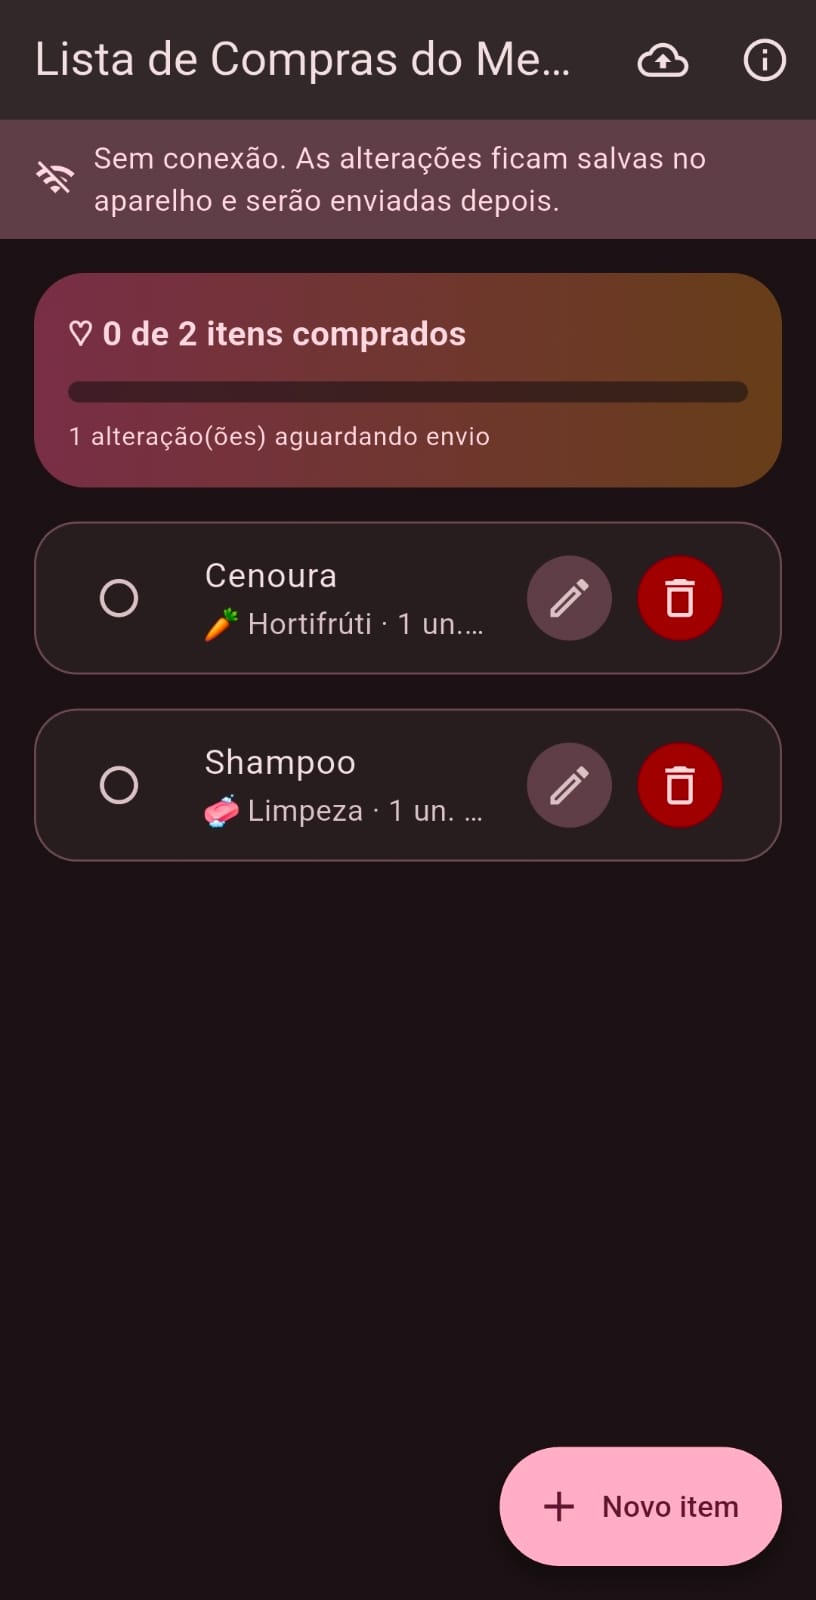 Lista de Compras do Me...
Sem conexão. As alterações ficam salvas no
aparelho e serão enviadas depois.
♡ 0 de 2 itens comprados
1 alteração(ões) aguardando envio
Cenoura
🥕 Hortifrúti · 1 un....
Shampoo
🧼 Limpeza · 1 un. ...
+ Novo item